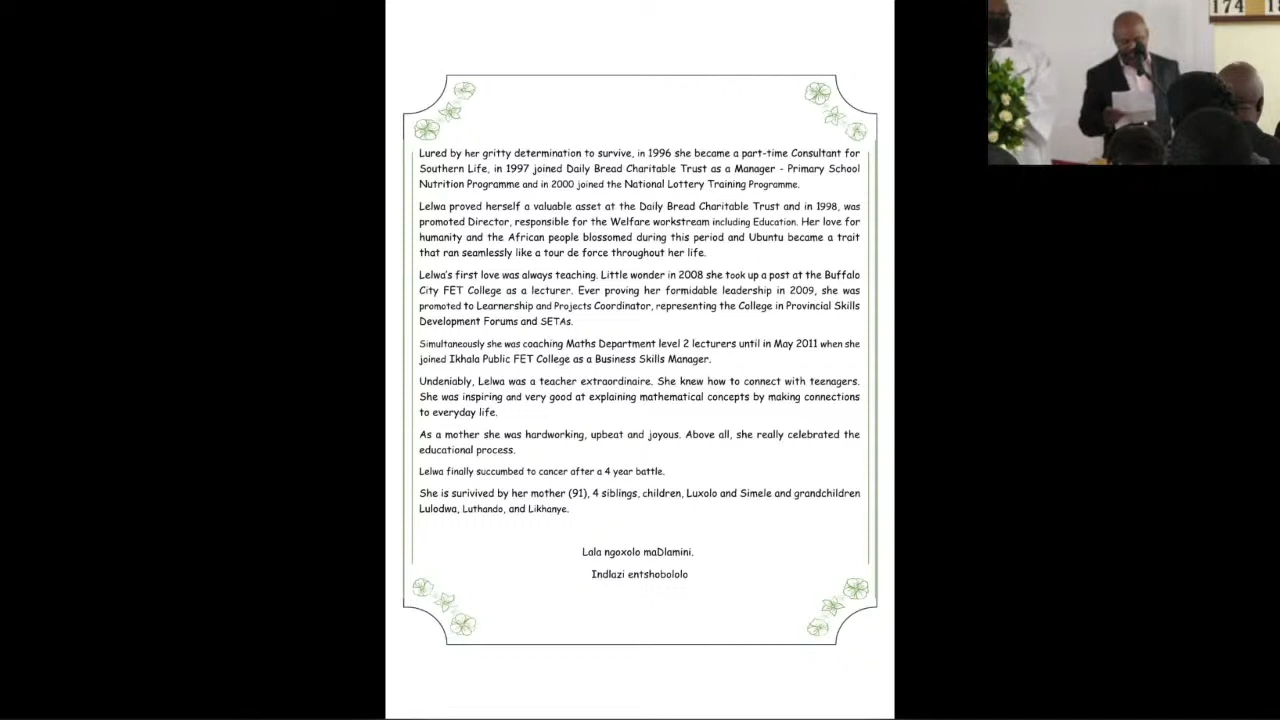 174
Lured by her gritty determination to survive, in 1996 she became a part-time Consultant for
Southern Life, in 1997 joined Daily Bread Charitable Trust as a Manager - Primary School
Nutrition Programme and in 2000 joined the National Lottery Training Programme.
Lelwa proved herself a valuable asset at the Daily Bread Charitable Trust and in 1998, was
promoted Director, responsible for the Welfare workstream including Education. Her love for
humanity and the African people blossomed during this period and Ubuntu became a trait
that ran seamlessly like a tour de force throughout her life.
Lelwa's first love was always teaching. Little wonder in 2008 she took up a post at the Buffalo
City FET College as a lecturer. Ever proving her formidable leadership in 2009, she was
promoted to Learnership and Projects Coordinator, representing the College in Provincial Skills
Development Forums and SETAs.
Simultaneously she was coaching Maths Department level 2 lecturers until in May 2011 when she
joined Ikhala Public FET College as a Business Skills Manager.
Undeniably, Lelwa was a teacher extraordinaire. She knew how to connect with teenagers.
She was inspiring and very good at explaining mathematical concepts by making connections
to everyday life.
As a mother she was hardworking, upbeat and joyous. Above all, she really celebrated the
educational process.
Lelwa finally succumbed to cancer after a 4 year battle.
She is surivived by her mother (91), 4 siblings, children, Luxolo and Simele and grandchildren
Lulodwa, Luthando, and Likhanye.
Lala ngoxolo maDlamini.
Indlazi entshobololo